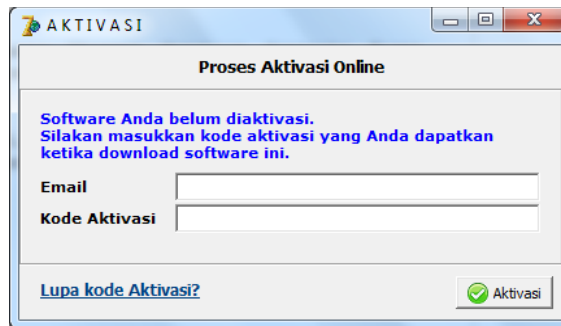 AKTIVASI
Proses Aktivasi Online
Software Anda belum diaktivasi.
Silakan masukkan kode aktivasi yang Anda dapatkan
ketika download software ini.
Email
Kode Aktivasi
Lupa kode Aktivasi?
Aktivasi